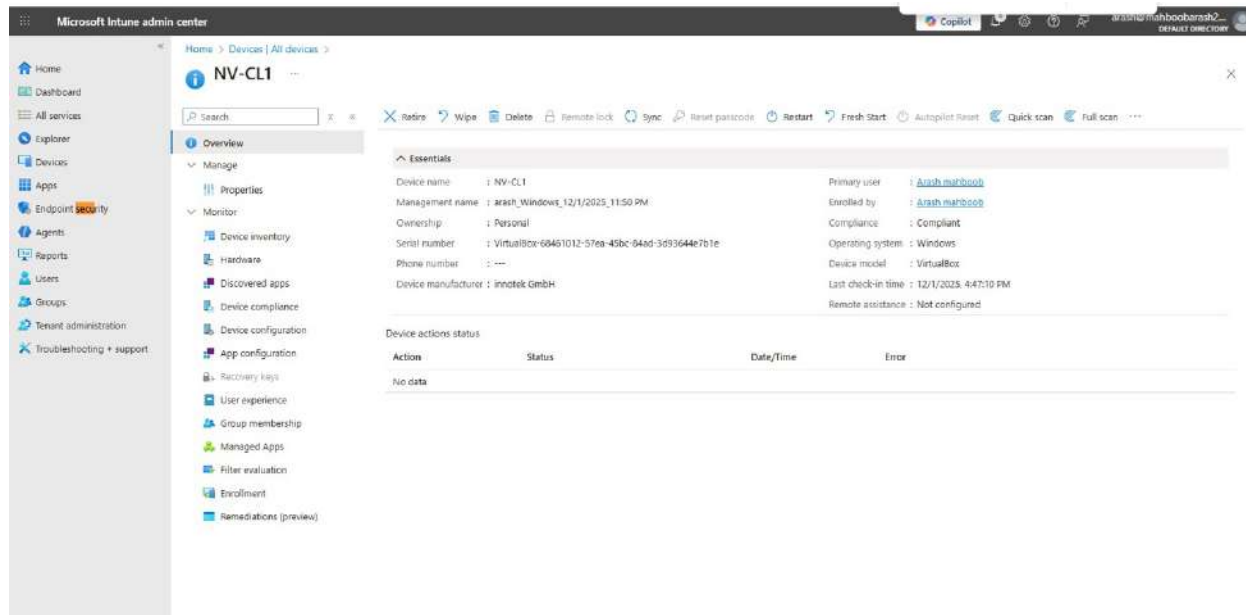 Microsoft Intune admin center
Copilot
DEFAULT DIRECTORY
Home > Devices | All devices >
NV-CL1 ...
Home
Dashboard
All services
Explorer
Devices
Apps
Endpoint security
Agents
Reports
Users
Groups
Tenant administration
Troubleshooting + support
Search
Overview
Manage
Properties
Monitor
Device inventory
Hardware
Discovered apps
Device compliance
Device configuration
App configuration
Recovery keys
User experience
Group membership
Managed Apps
Filter evaluation
Enrollment
Remediations (preview)
Retire Wipe Delete Remote lock Sync Reset passcode Restart Fresh Start Autopilot Reset Quick scan Full scan ...
Essentials
Device name : NV-CL1
Management name : arash_Windows_12/1/2025_11:50 PM
Ownership : Personal
Serial number : VirtualBox-68461012-57ea-45bc-84ad-3d93644e7b1e
Phone number : ---
Device manufacturer : innotek GmbH
Primary user : Arash mahboob
Enrolled by : Arash mahboob
Compliance : Compliant
Operating system : Windows
Device model : VirtualBox
Last check-in time : 12/1/2025, 4:47:10 PM
Remote assistance : Not configured
Device actions status
Action Status Date/Time Error
No data